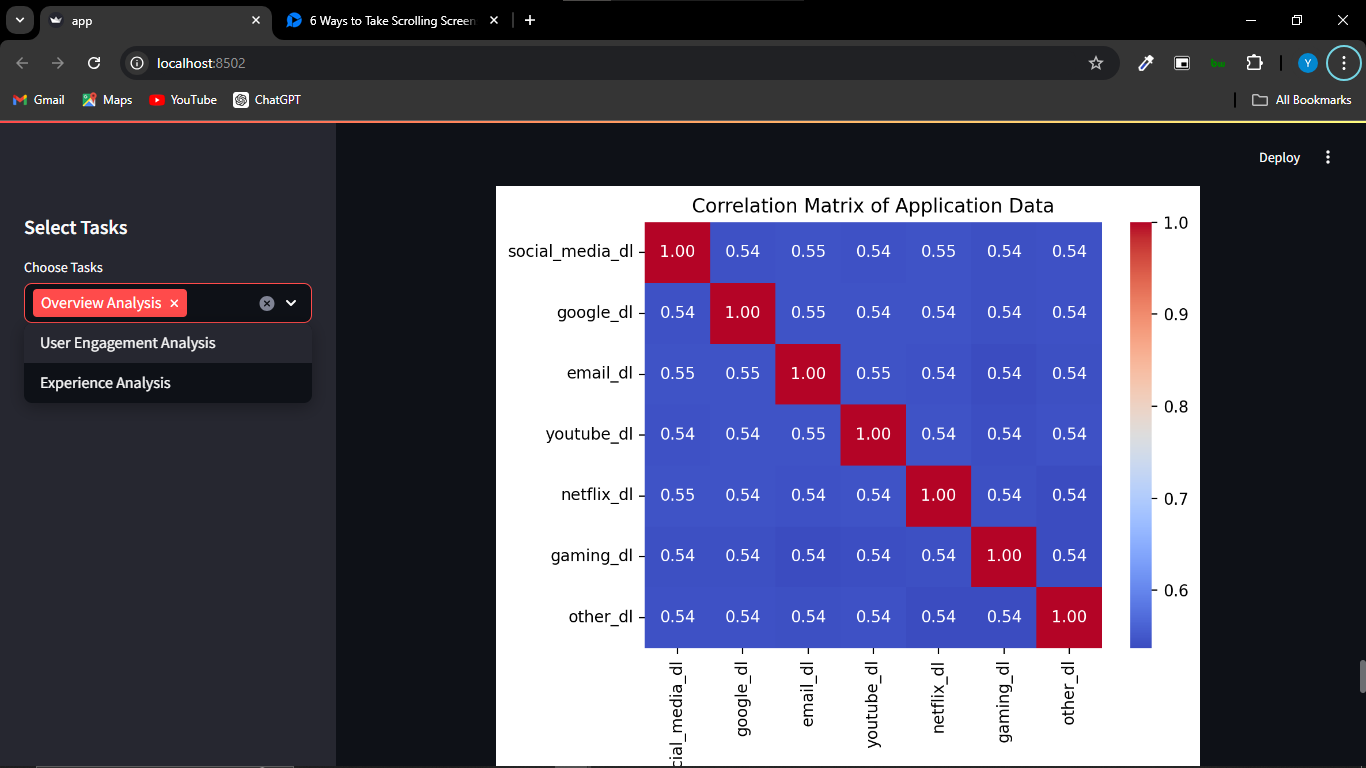 app
6 Ways to Take Scrolling Screen
localhost:8502
bw
Y
Gmail
Maps
YouTube
ChatGPT
All Bookmarks
Deploy
Select Tasks
Choose Tasks
Overview Analysis
User Engagement Analysis
Experience Analysis
Correlation Matrix of Application Data
social_media_dl 1.00 0.54 0.55 0.54 0.55 0.54 0.54
google_dl 0.54 1.00 0.55 0.54 0.54 0.54 0.54
email_dl 0.55 0.55 1.00 0.55 0.54 0.54 0.54
youtube_dl 0.54 0.54 0.55 1.00 0.54 0.54 0.54
netflix_dl 0.55 0.54 0.54 0.54 1.00 0.54 0.54
gaming_dl 0.54 0.54 0.54 0.54 0.54 1.00 0.54
other_dl 0.54 0.54 0.54 0.54 0.54 0.54 1.00
cial_media_dl
google_dl
email_dl
youtube_dl
netflix_dl
gaming_dl
other_dl
1.0
0.9
0.8
0.7
0.6